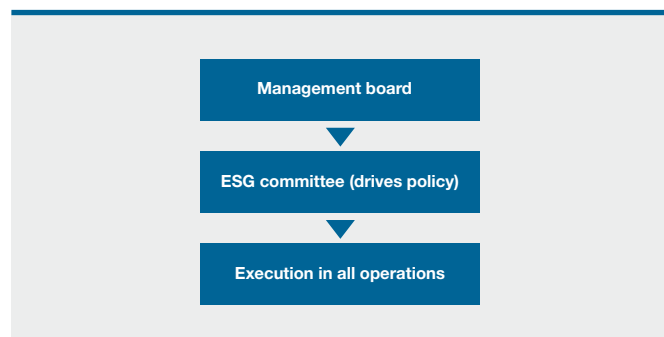 Management board
ESG committee (drives policy)
Execution in all operations